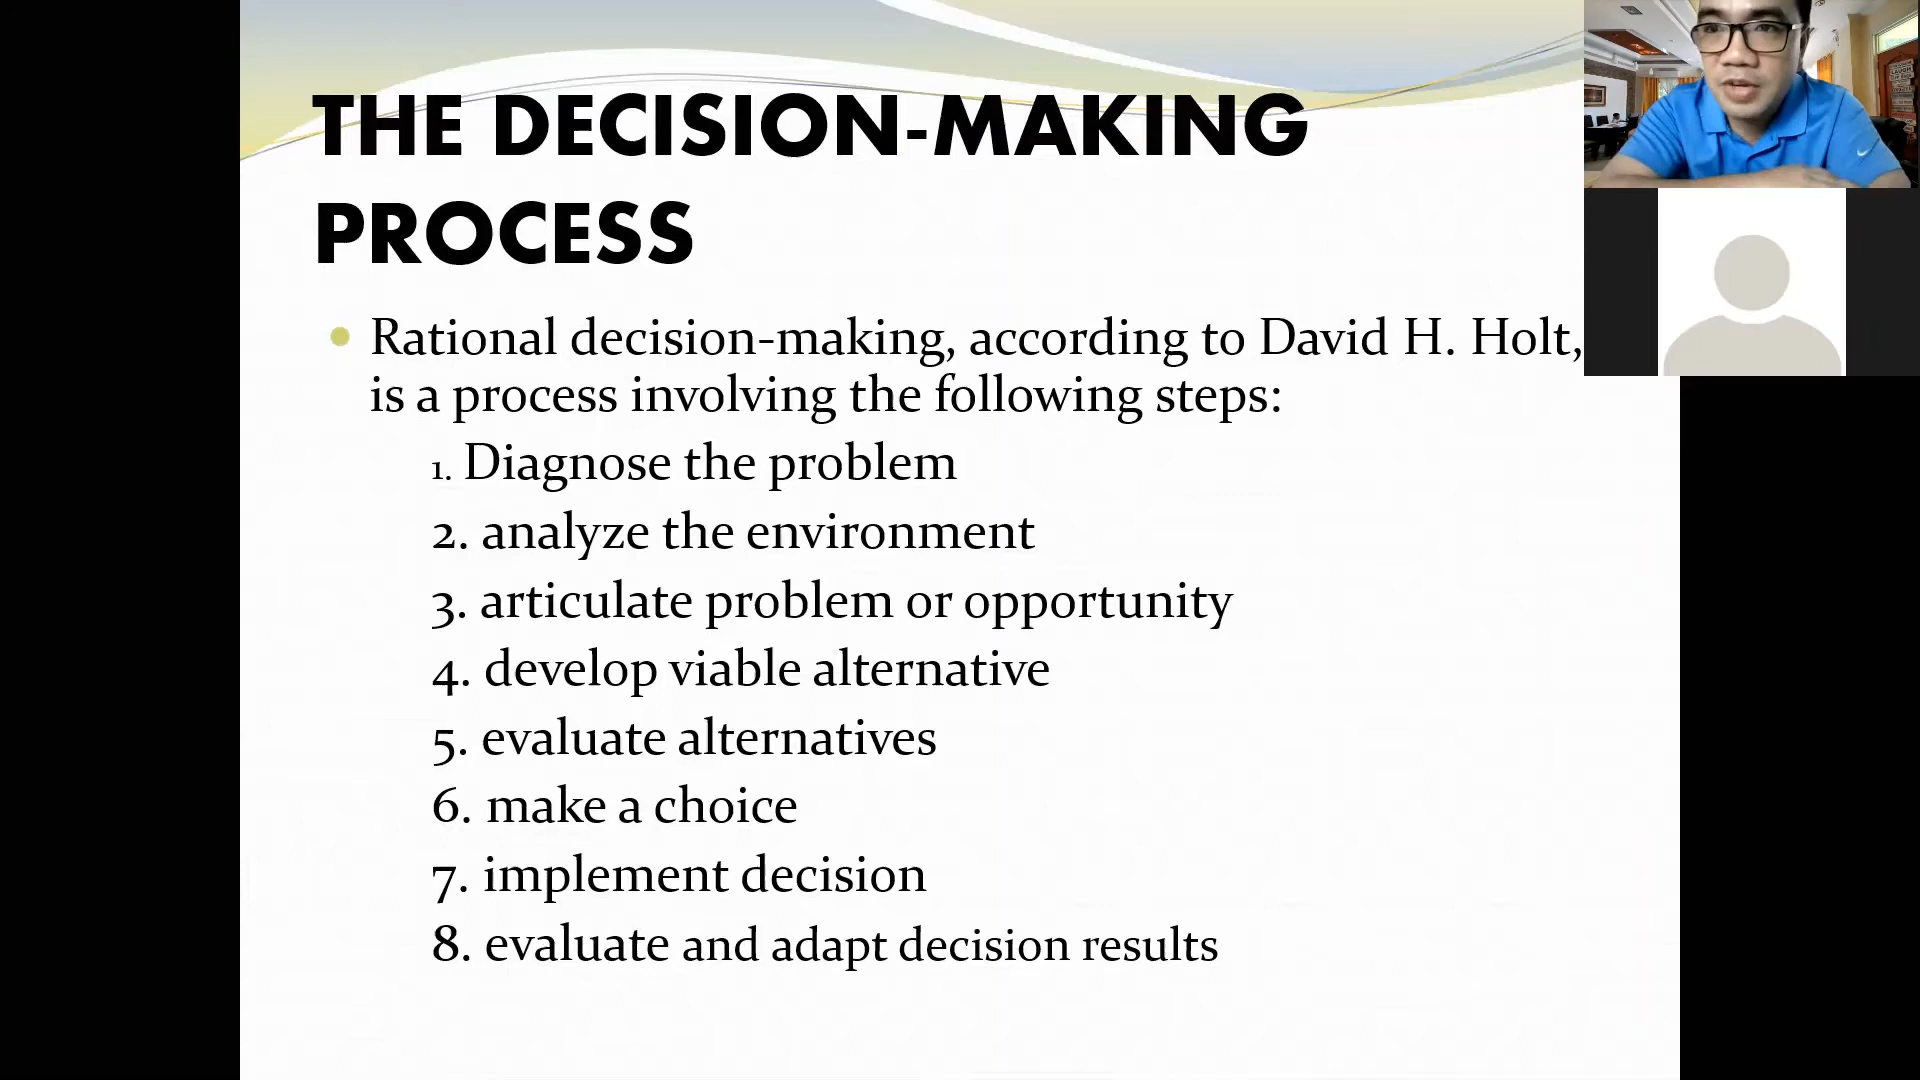 THE DECISION-MAKING
PROCESS
Rational decision-making, according to David H. Holt,
is a process involving the following steps:
1. Diagnose the problem
2. analyze the environment
3. articulate problem or opportunity
4. develop viable alternative
5. evaluate alternatives
6. make a choice
7. implement decision
8. evaluate and adapt decision results